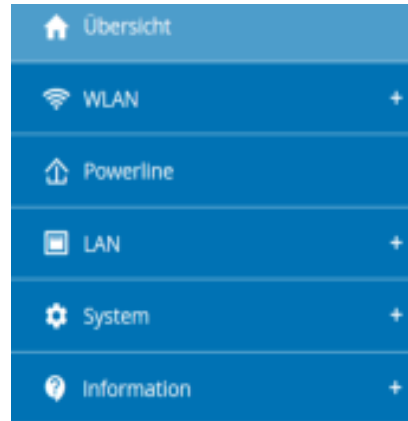 Übersicht
WLAN +
Powerline
LAN +
System +
Information +